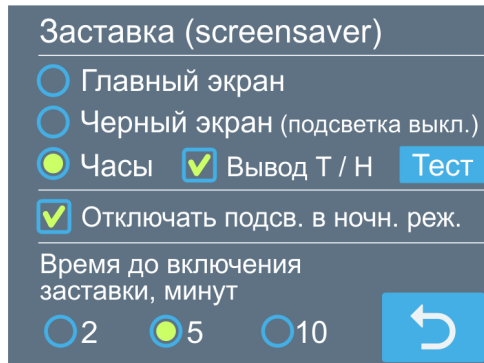 Заставка (screensaver)
Главный экран
Черный экран (подсветка выкл.)
Часы Вывод T / H Тест
Отключать подсв. в ночн. реж.
Время до включения
заставки, минут
2 5 10